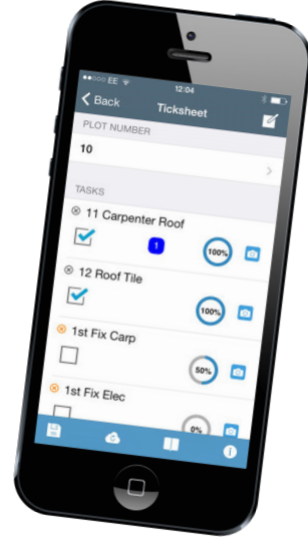 EE 12:04
Back Ticksheet
PLOT NUMBER
10
TASKS
11 Carpenter Roof
1 100%
12 Roof Tile
100%
1st Fix Carp
50%
1st Fix Elec
0%